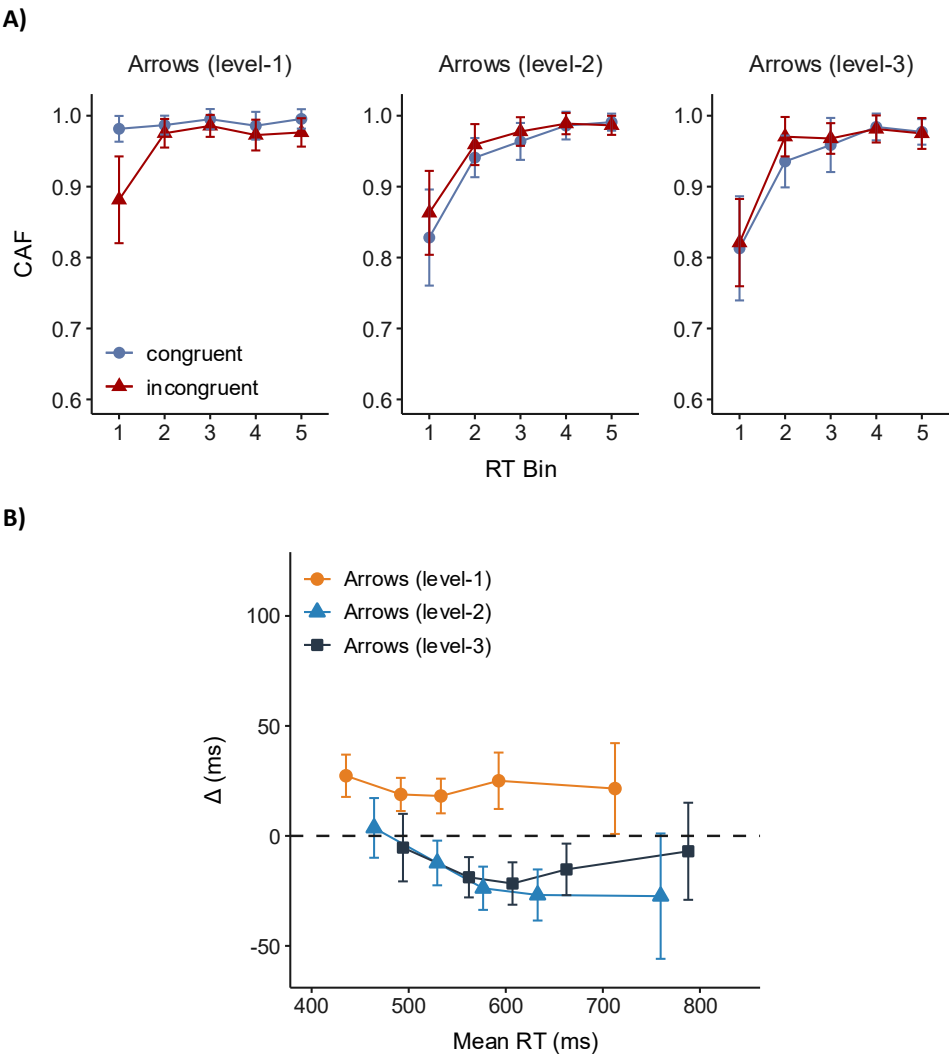 A)
Arrows (level-1)
Arrows (level-2)
Arrows (level-3)
CAF
1.0
0.9
0.8
0.7
0.6
congruent
incongruent
1 2 3 4 5
1.0
0.9
0.8
0.7
0.6
1 2 3 4 5
1.0
0.9
0.8
0.7
0.6
1 2 3 4 5
RT Bin
B)
Arrows (level-1)
Arrows (level-2)
Arrows (level-3)
Δ (ms)
100
50
0
-50
400 500 600 700 800
Mean RT (ms)